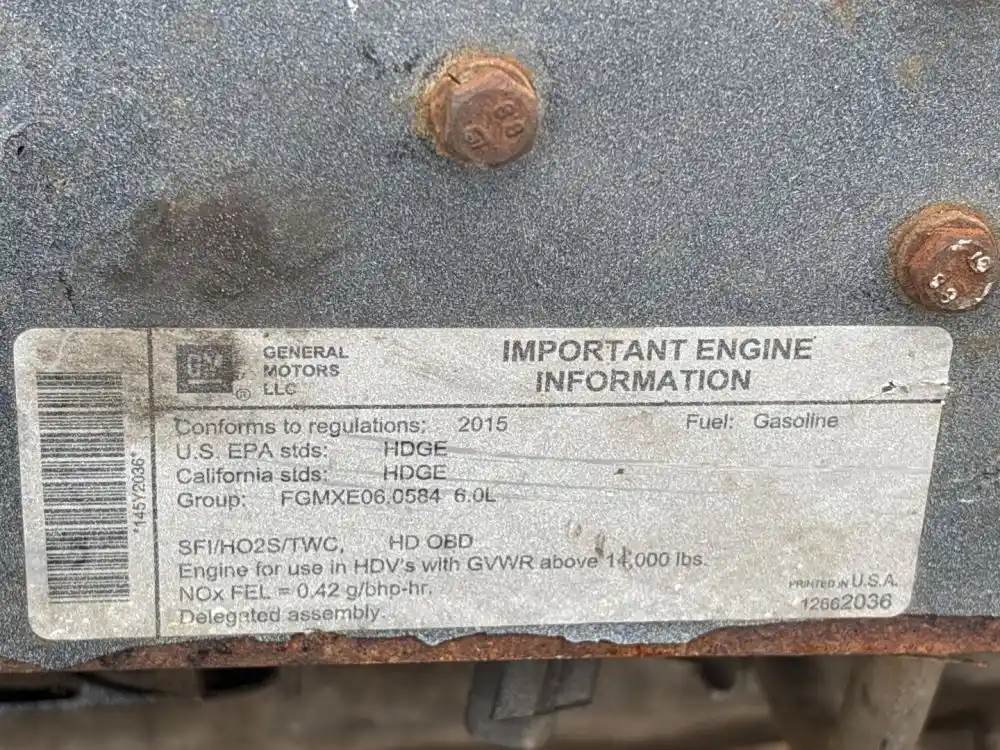 GM
®
GENERAL
MOTORS
LLC
IMPORTANT ENGINE
INFORMATION
Conforms to regulations: 2015 Fuel: Gasoline
U.S. EPA stds: HDGE
California stds: HDGE
Group: FGMXE06.0584 6.0L
SFI/HO2S/TWC, HD OBD
Engine for use in HDV's with GVWR above 14,000 lbs.
NOx FEL = 0.42 g/bhp-hr.
Delegated assembly.
PRINTED IN U.S.A.
12662036
*145Y2036*